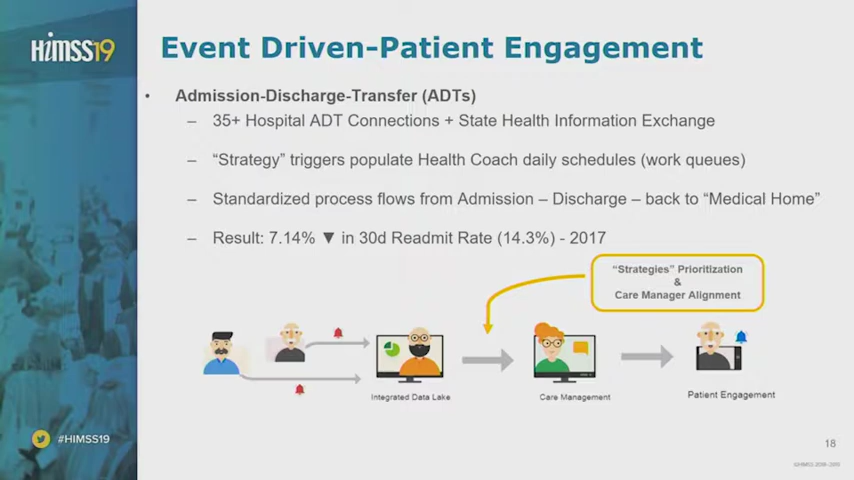 HiMSS19
Event Driven-Patient Engagement
• Admission-Discharge-Transfer (ADTs)
– 35+ Hospital ADT Connections + State Health Information Exchange
– “Strategy” triggers populate Health Coach daily schedules (work queues)
– Standardized process flows from Admission – Discharge – back to “Medical Home”
– Result: 7.14% ▼ in 30d Readmit Rate (14.3%) - 2017
“Strategies” Prioritization
&
Care Manager Alignment
Integrated Data Lake
Care Management
Patient Engagement
#HIMSS19
18